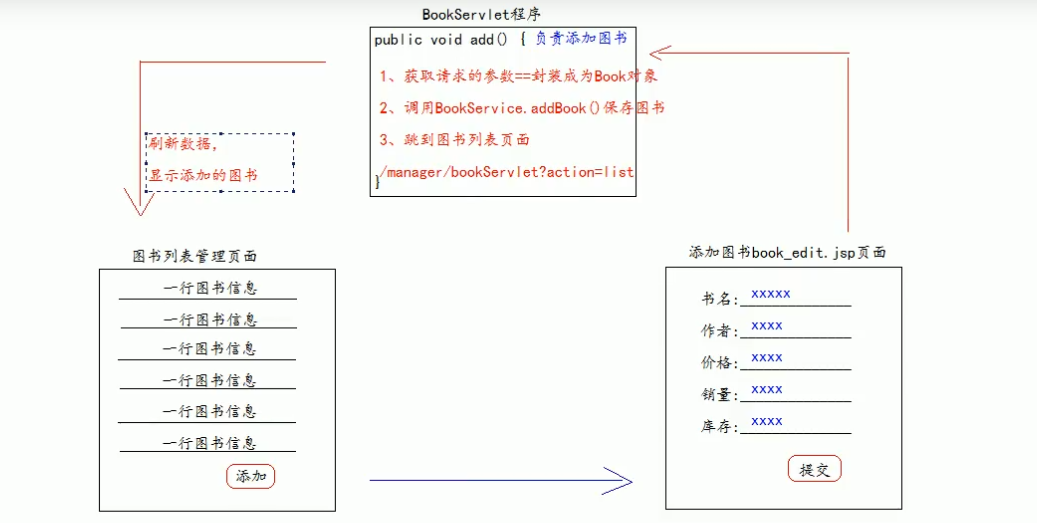 BookServlet程序
public void add() { 负责添加图书
1、获取请求的参数==封装成为Book对象
2、调用BookService.addBook()保存图书
3、跳到图书列表页面
/manager/bookServlet?action=list
}
刷新数据,
显示添加的图书
图书列表管理页面
一行图书信息
一行图书信息
一行图书信息
一行图书信息
一行图书信息
一行图书信息
添加
添加图书book_edit.jsp页面
书名: xxxxx
作者: xxxx
价格: xxxx
销量: xxxx
库存: xxxx
提交